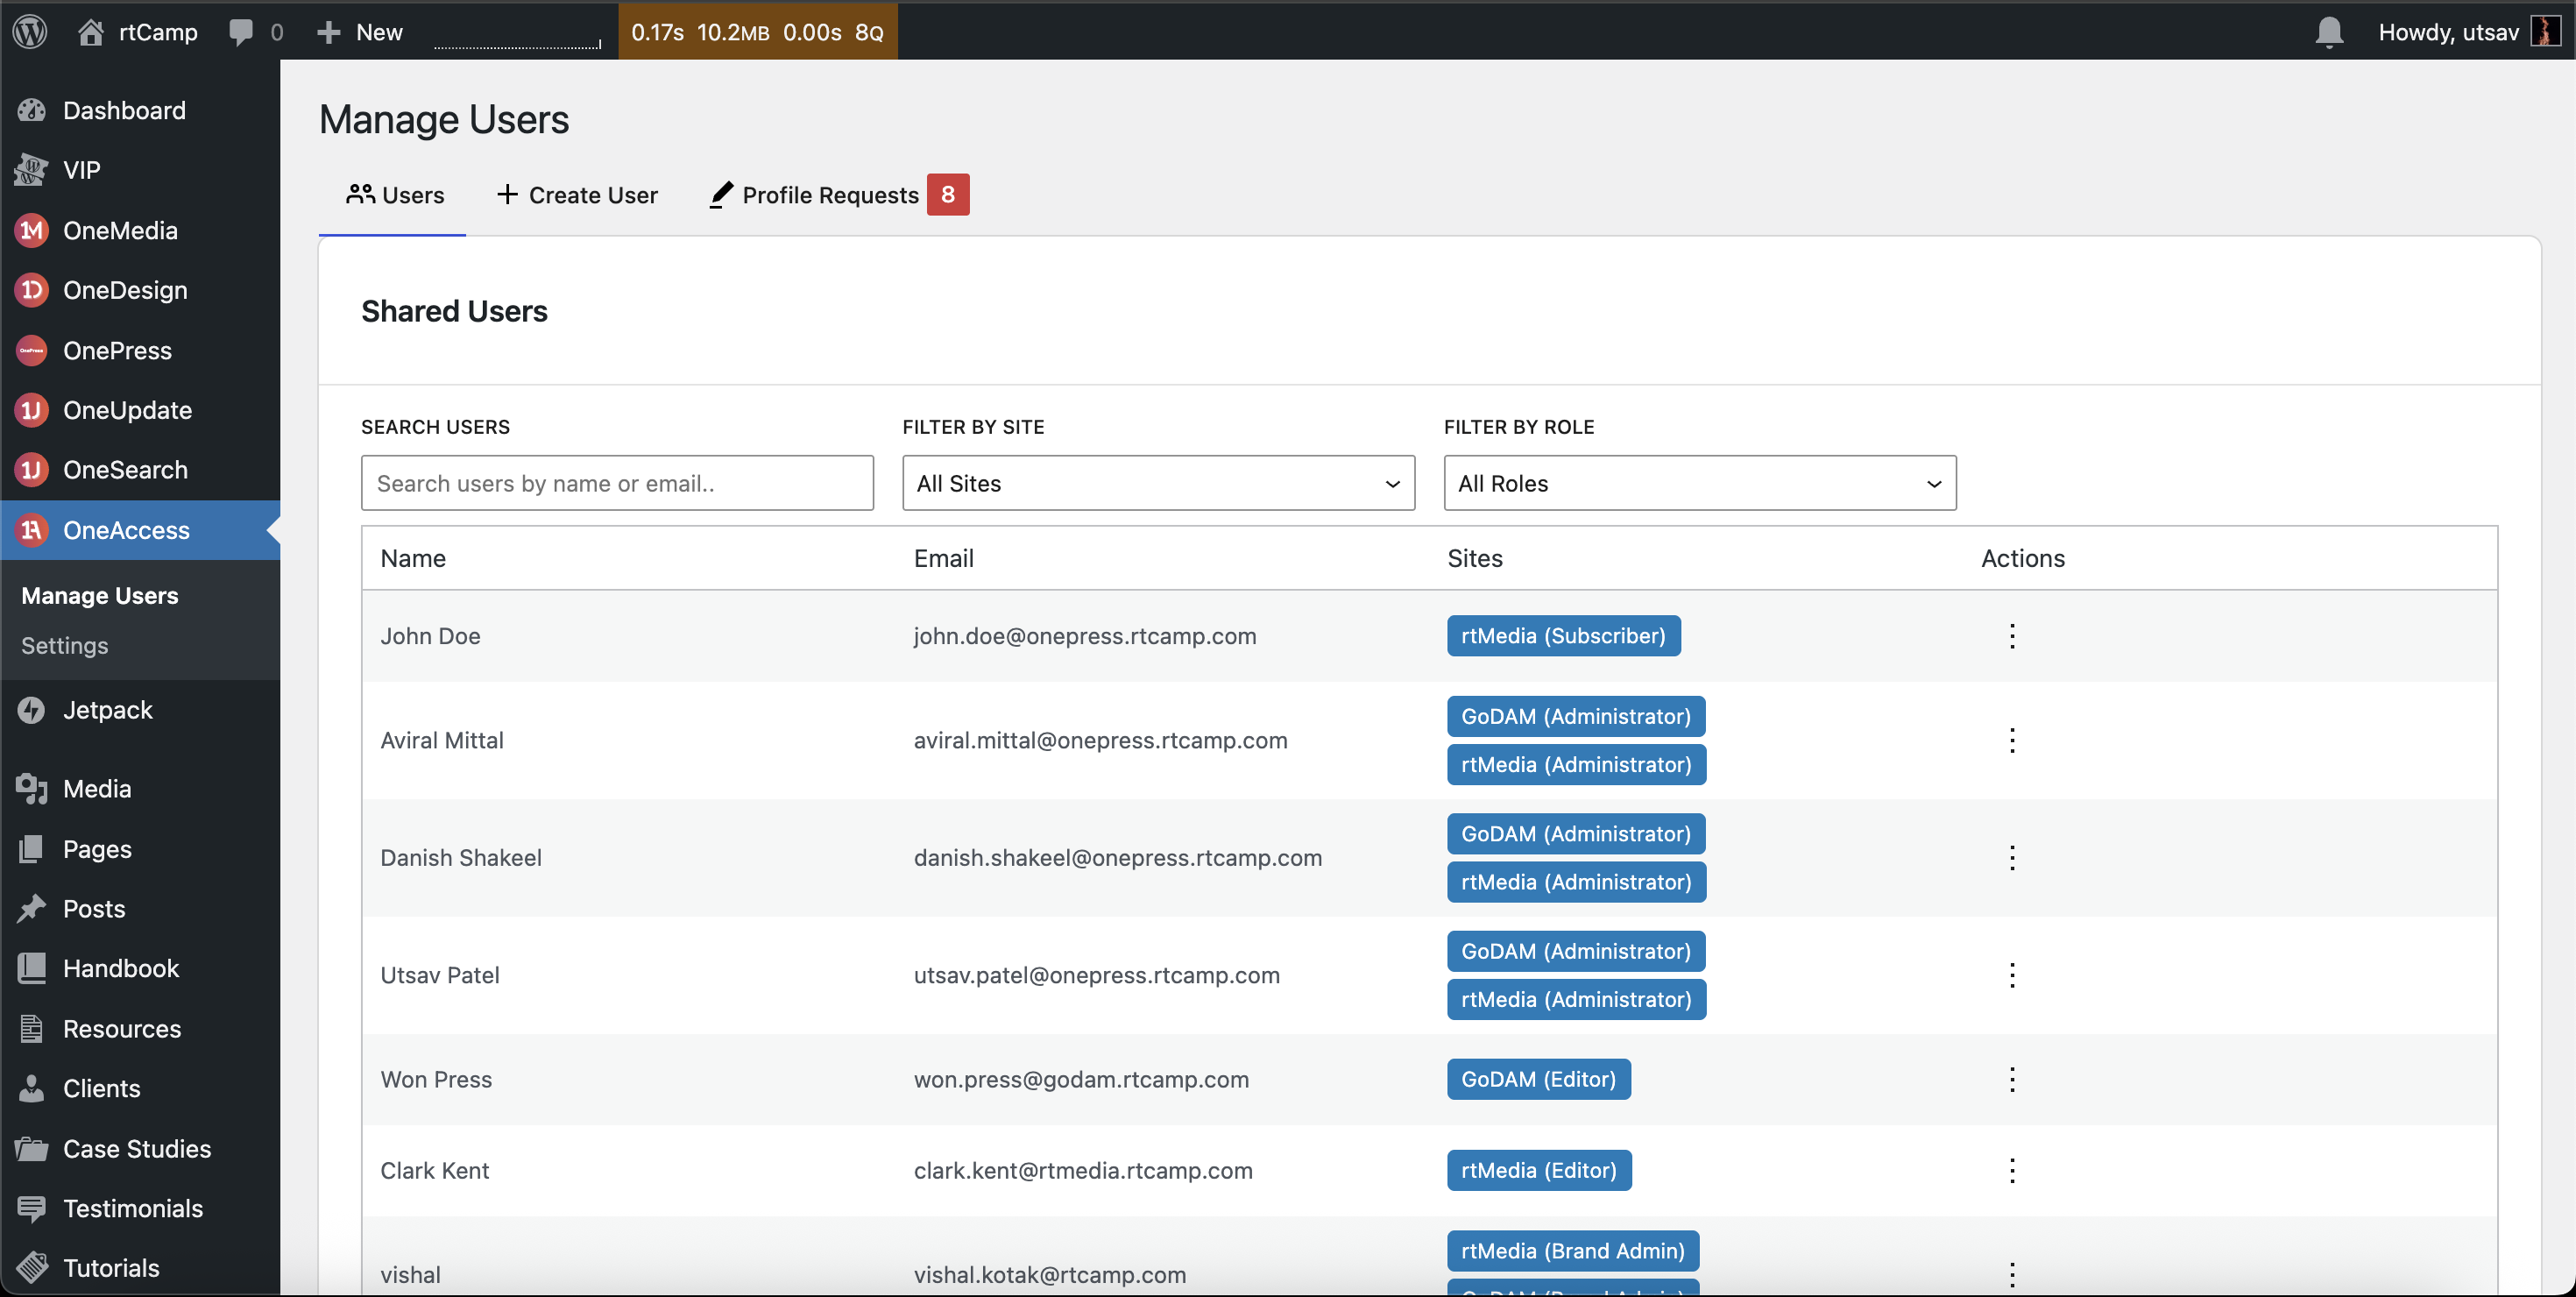 rtCamp 0 New 0.17s 10.2MB 0.00s 8Q Howdy, utsav
Dashboard
VIP
OneMedia
OneDesign
OnePress
OneUpdate
OneSearch
OneAccess
Manage Users
Settings
Jetpack
Media
Pages
Posts
Handbook
Resources
Clients
Case Studies
Testimonials
Tutorials
Manage Users
Users Create User Profile Requests 8
Shared Users
SEARCH USERS FILTER BY SITE FILTER BY ROLE
Search users by name or email.. All Sites All Roles
Name Email Sites Actions
John Doe john.doe@onepress.rtcamp.com rtMedia (Subscriber)
Aviral Mittal aviral.mittal@onepress.rtcamp.com GoDAM (Administrator)
rtMedia (Administrator)
Danish Shakeel danish.shakeel@onepress.rtcamp.com GoDAM (Administrator)
rtMedia (Administrator)
Utsav Patel utsav.patel@onepress.rtcamp.com GoDAM (Administrator)
rtMedia (Administrator)
Won Press won.press@godam.rtcamp.com GoDAM (Editor)
Clark Kent clark.kent@rtmedia.rtcamp.com rtMedia (Editor)
vishal vishal.kotak@rtcamp.com rtMedia (Brand Admin)